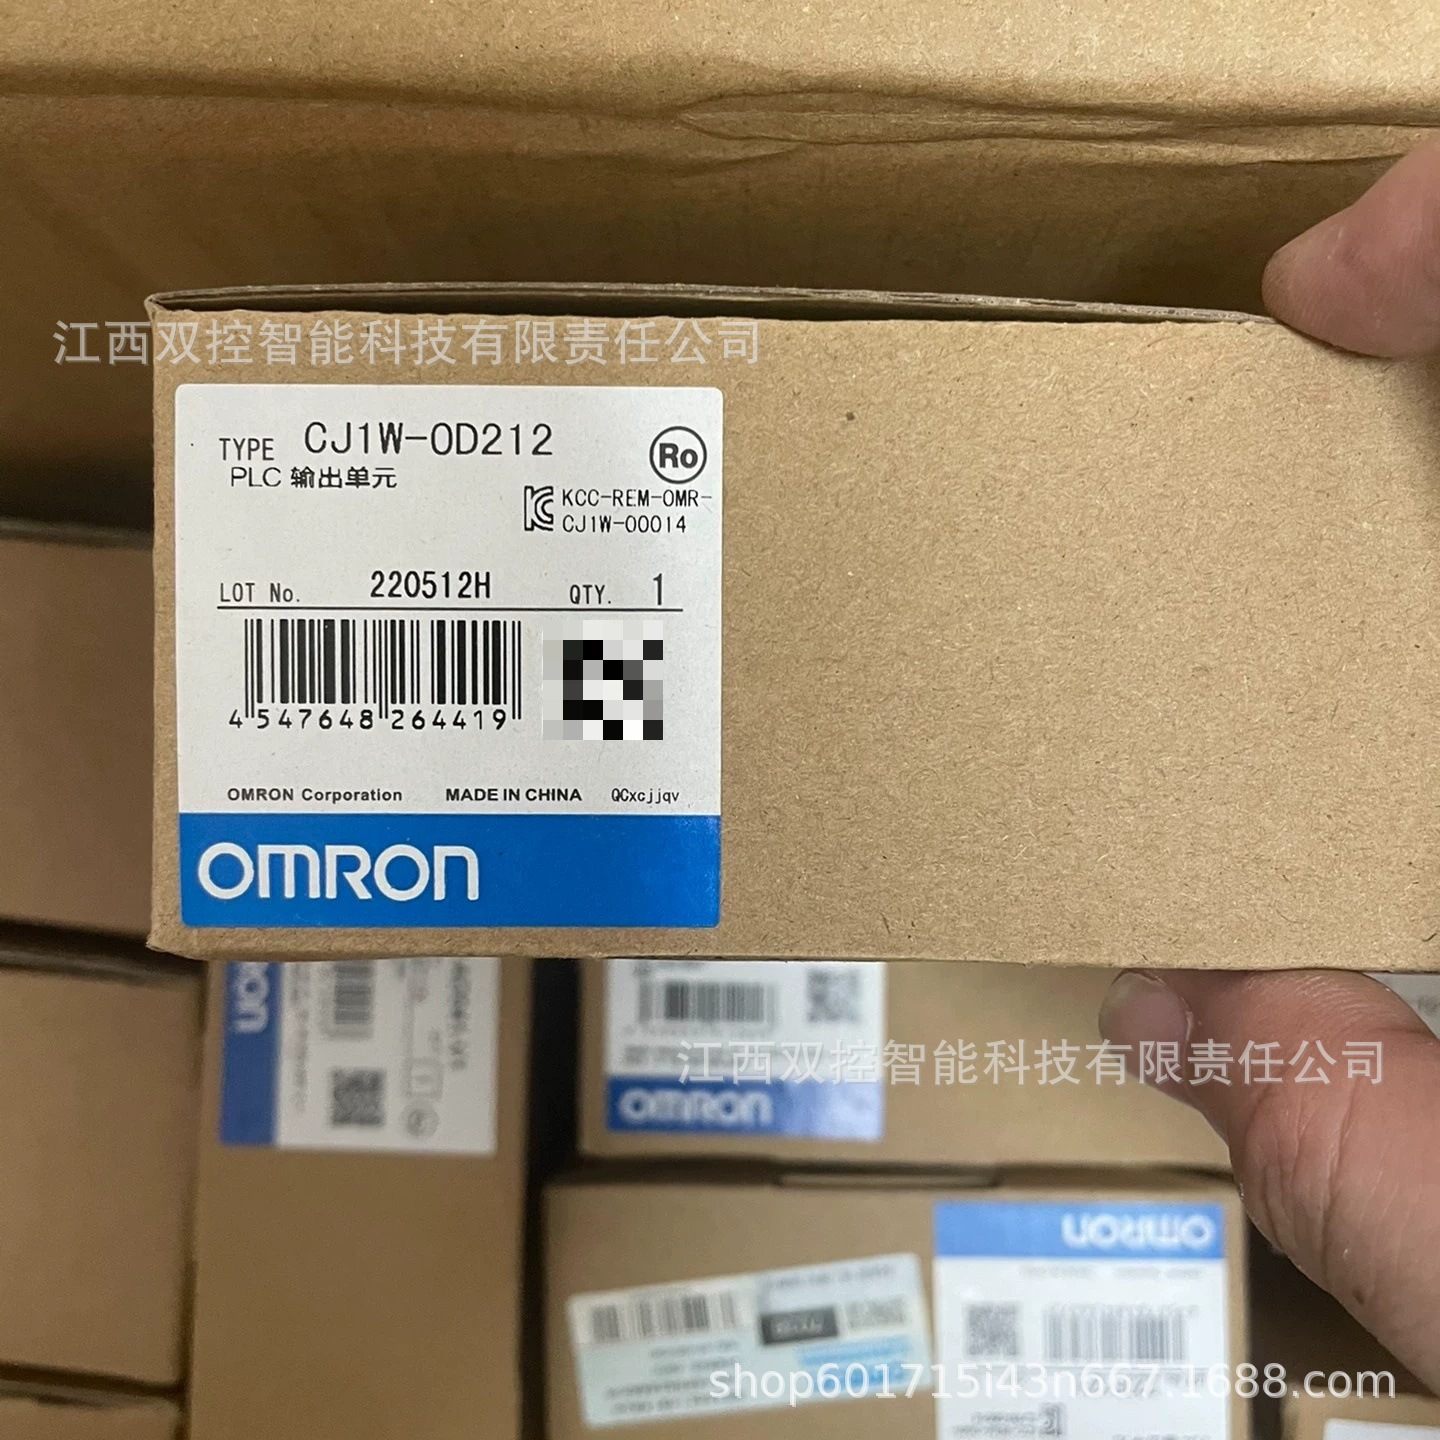 江西双控智能科技有限责任公司
TYPE CJ1W-OD212
PLC 输出单元
Ro
KCC-REM-OMR-
CJ1W-00014
LOT No. 220512H QTY. 1
4547648264419
OMRON Corporation MADE IN CHINA QCxcjjqv
OMRON
江西双控智能科技有限责任公司
OMRON
OMRON
shop601715i43n667.1688.com